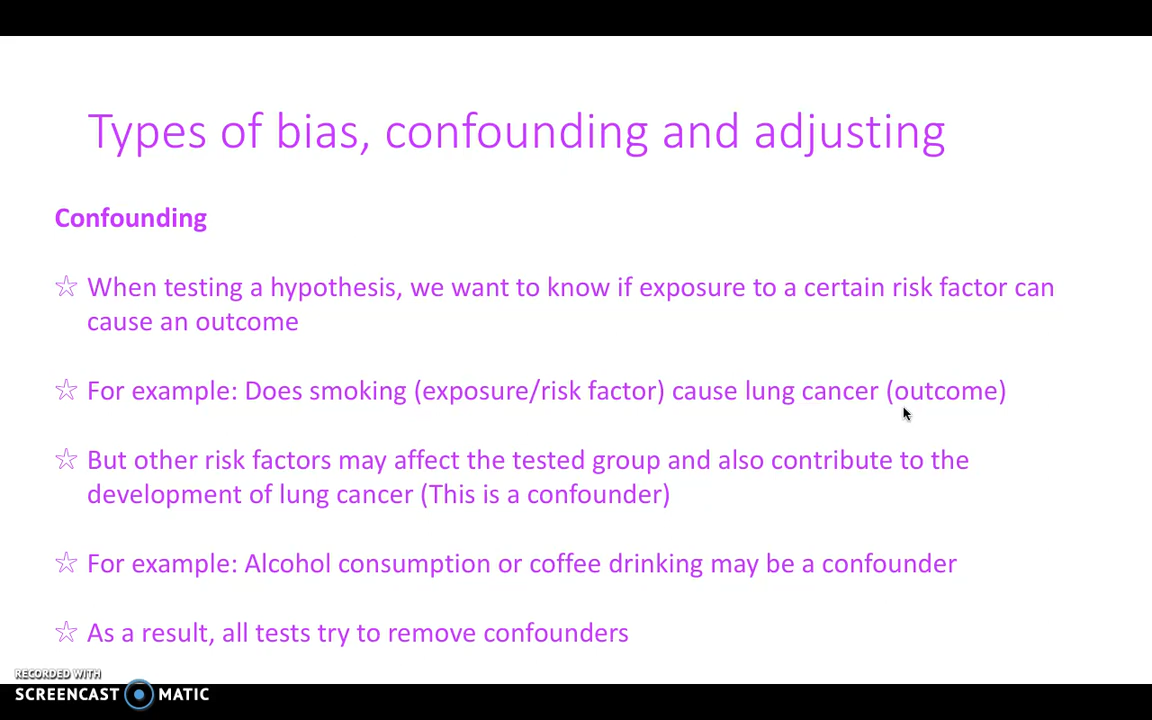 Types of bias, confounding and adjusting
Confounding
☆ When testing a hypothesis, we want to know if exposure to a certain risk factor can
cause an outcome
☆ For example: Does smoking (exposure/risk factor) cause lung cancer (outcome)
☆ But other risk factors may affect the tested group and also contribute to the
development of lung cancer (This is a confounder)
☆ For example: Alcohol consumption or coffee drinking may be a confounder
☆ As a result, all tests try to remove confounders
RECORDED WITH
SCREENCAST MATIC